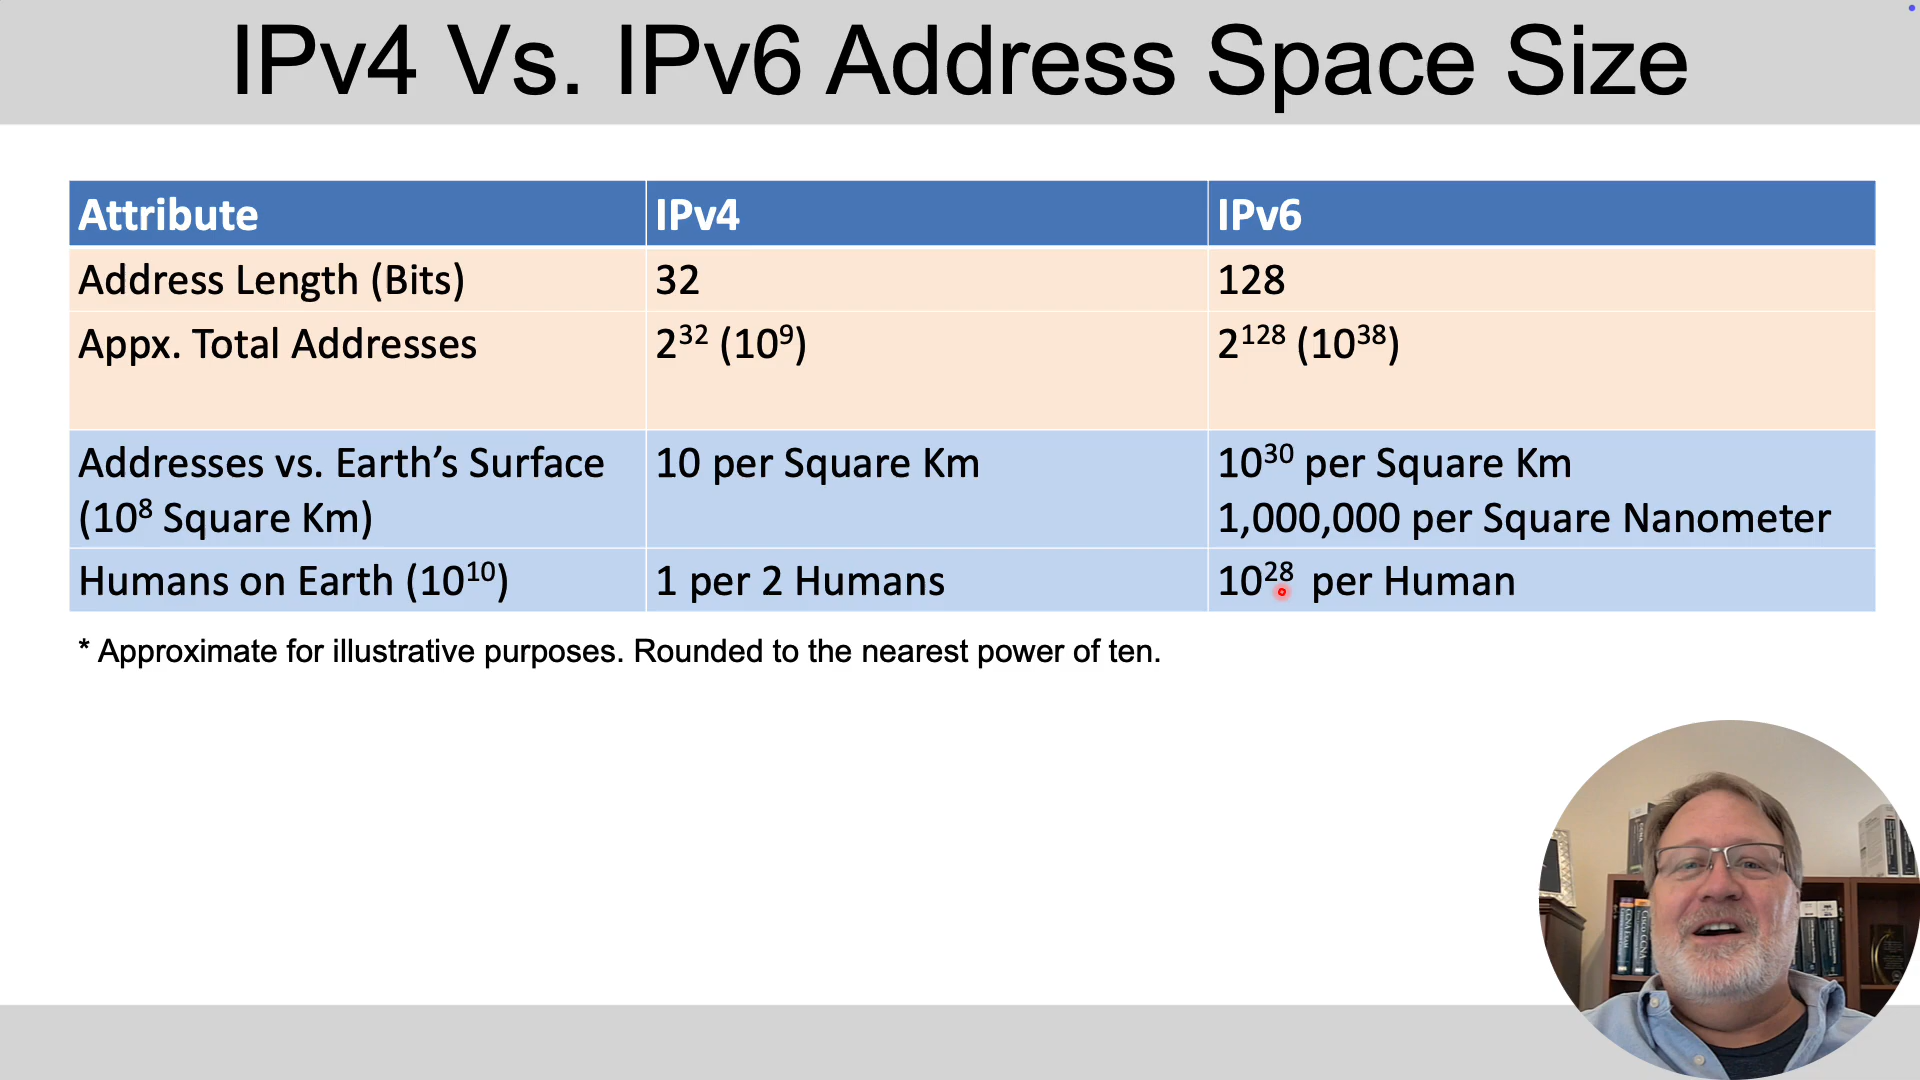 IPv4 Vs. IPv6 Address Space Size
Attribute
IPv4
IPv6
Address Length (Bits)
32
128
Appx. Total Addresses
2³² (10⁹)
2¹²⁸ (10³⁸)
Addresses vs. Earth’s Surface
(10⁸ Square Km)
10 per Square Km
10³⁰ per Square Km
1,000,000 per Square Nanometer
Humans on Earth (10¹⁰)
1 per 2 Humans
10²⁸ per Human
* Approximate for illustrative purposes. Rounded to the nearest power of ten.